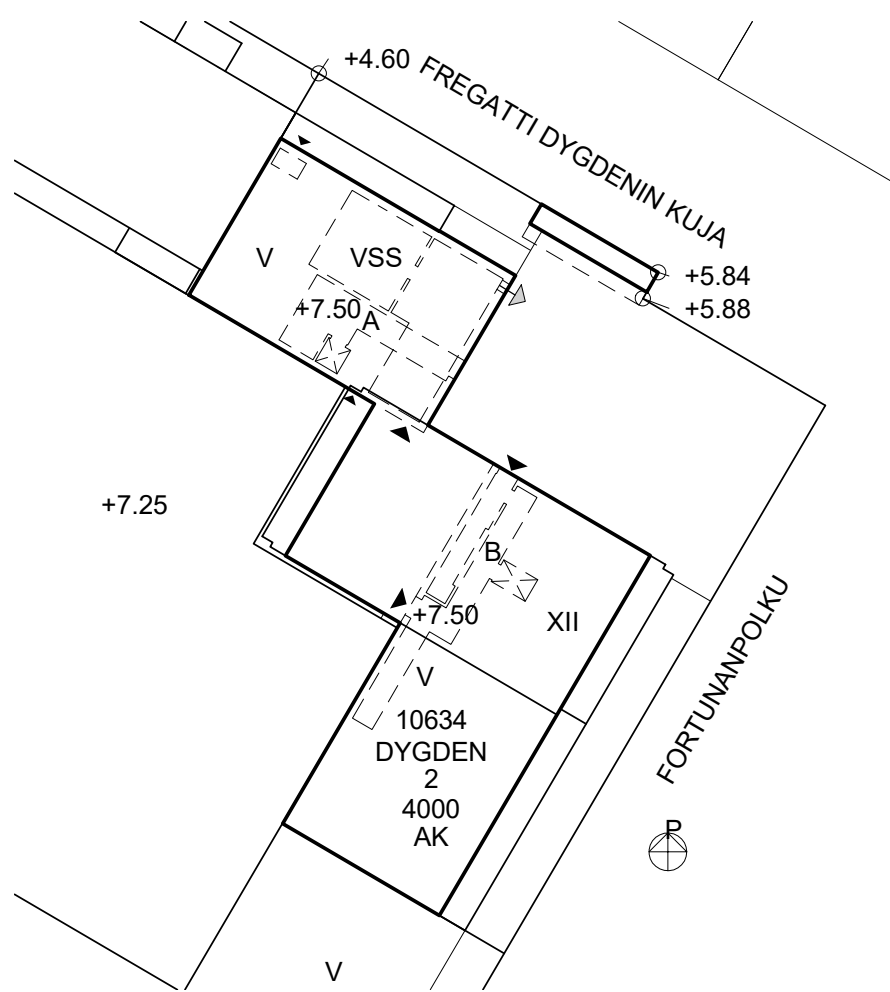 +4.60
FREGATTI DYGDENIN KUJA
V
VSS
+5.84
+5.88
+7.50
A
+7.25
B
+7.50
XII
V
10634
DYGDEN
2
4000
AK
FORTUNANPOLKU
P
V